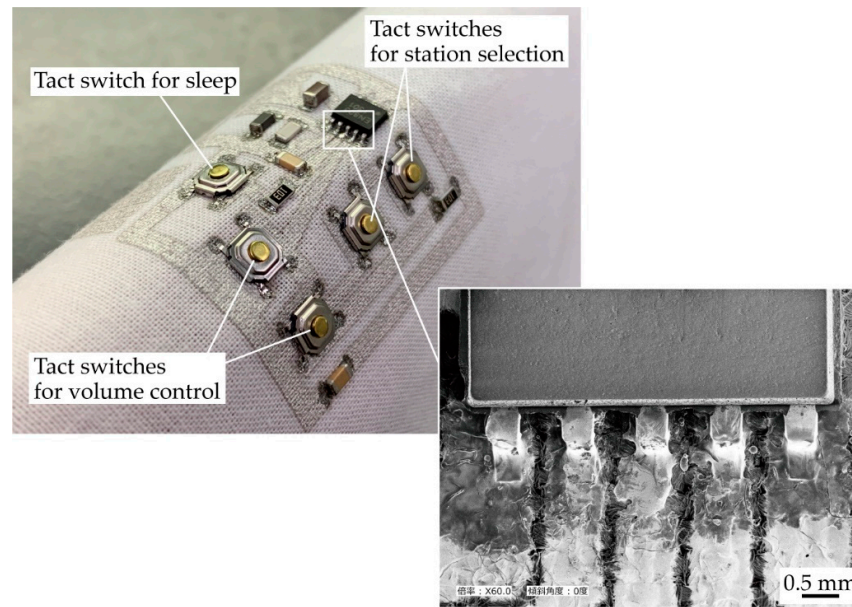 Tact switches
for station selection
Tact switch for sleep
Tact switches
for volume control
倍率：X60.0 傾斜角度：0度
0.5 mm